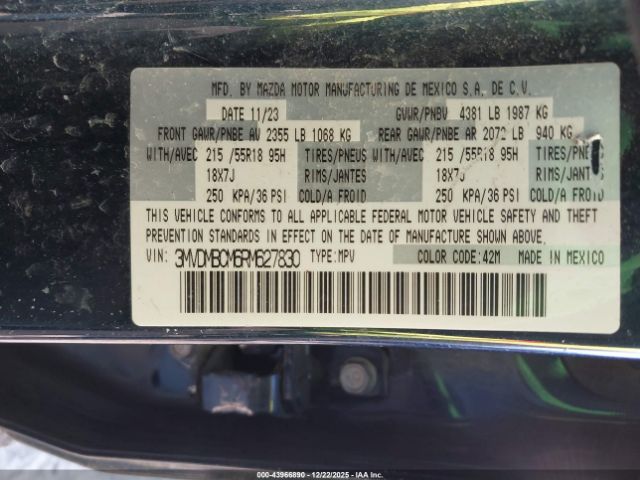 MFD. BY MAZDA MOTOR MANUFACTURING DE MEXICO S.A. DE C.V.
DATE 11/23 GVWR/PNBV 4381 LB 1987 KG
FRONT GAWR/PNBE AV 2355 LB 1068 KG REAR GAWR/PNBE AR 2072 LB 940 KG
WITH/AVEC 215 /55R18 95H TIRES/PNEUS WITH/AVEC 215 /55R18 95H TIRES/PNEUS
18X7J RIMS/JANTES 18X7J RIMS/JANTES
250 KPA/36 PSI COLD/A FROID 250 KPA/36 PSI COLD/A FROID
THIS VEHICLE CONFORMS TO ALL APPLICABLE FEDERAL MOTOR VEHICLE SAFETY AND THEFT
PREVENTION STANDARDS IN EFFECT ON THE DATE OF MANUFACTURE SHOWN ABOVE.
VIN: 3MVDMBCM6RM627830 TYPE: MPV COLOR CODE: 42M MADE IN MEXICO
000-43966890 - 12/22/2025 - IAA Inc.